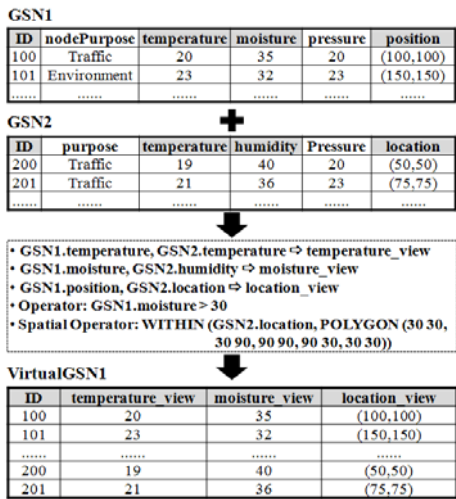 GSN1
ID nodePurpose temperature moisture pressure position
100 Traffic 20 35 20 (100,100)
101 Environment 23 32 23 (150,150)
...... ...... ...... ...... ...... ......
+
GSN2
ID purpose temperature humidity Pressure location
200 Traffic 19 40 20 (50,50)
201 Traffic 21 36 23 (75,75)
...... ...... ...... ...... ...... ......
• GSN1.temperature, GSN2.temperature ⇨ temperature_view
• GSN1.moisture, GSN2.humidity ⇨ moisture_view
• GSN1.position, GSN2.location ⇨ location_view
• Operator: GSN1.moisture > 30
• Spatial Operator: WITHIN (GSN2.location, POLYGON (30 30,
30 90, 90 90, 90 30, 30 30))
VirtualGSN1
ID temperature_view moisture_view location_view
100 20 35 (100,100)
101 23 32 (150,150)
...... ...... ...... ......
200 19 40 (50,50)
201 21 36 (75,75)